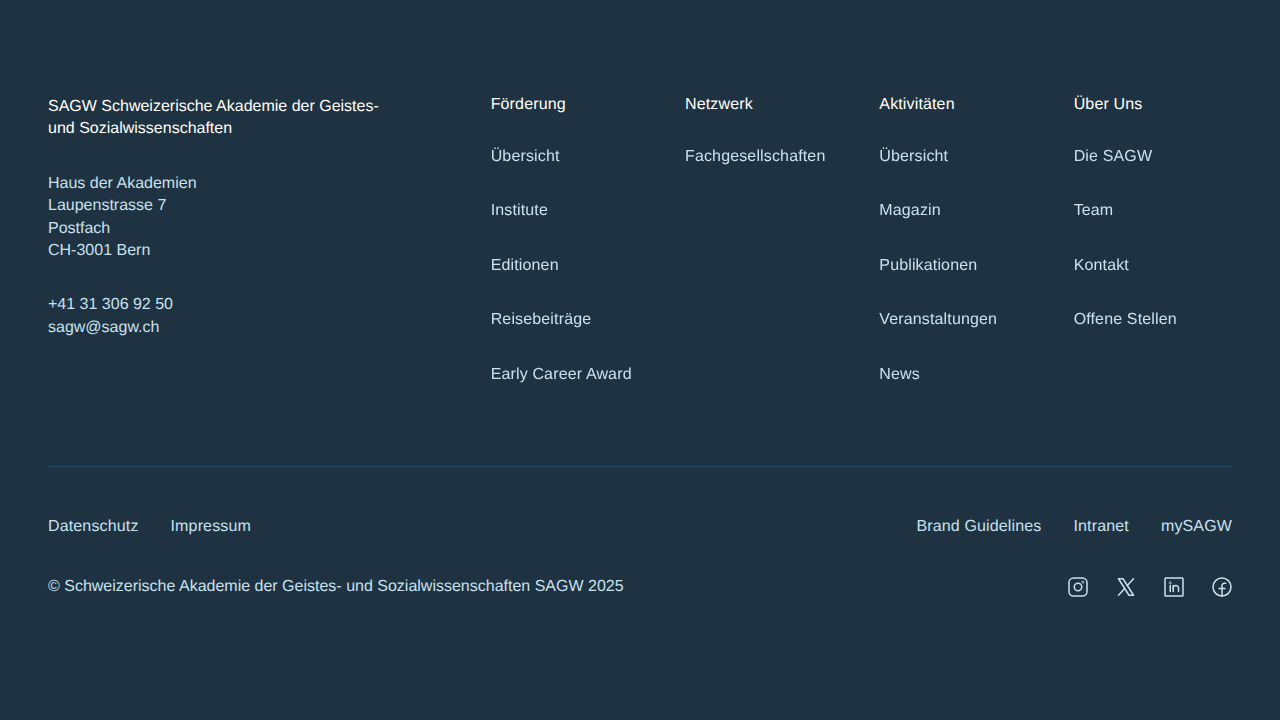 SAGW Schweizerische Akademie der Geistes-
und Sozialwissenschaften
Haus der Akademien
Laupenstrasse 7
Postfach
CH-3001 Bern
+41 31 306 92 50
sagw@sagw.ch
Förderung
Übersicht
Institute
Editionen
Reisebeiträge
Early Career Award
Netzwerk
Fachgesellschaften
Aktivitäten
Übersicht
Magazin
Publikationen
Veranstaltungen
News
Über Uns
Die SAGW
Team
Kontakt
Offene Stellen
Datenschutz
Impressum
Brand Guidelines
Intranet
mySAGW
© Schweizerische Akademie der Geistes- und Sozialwissenschaften SAGW 2025